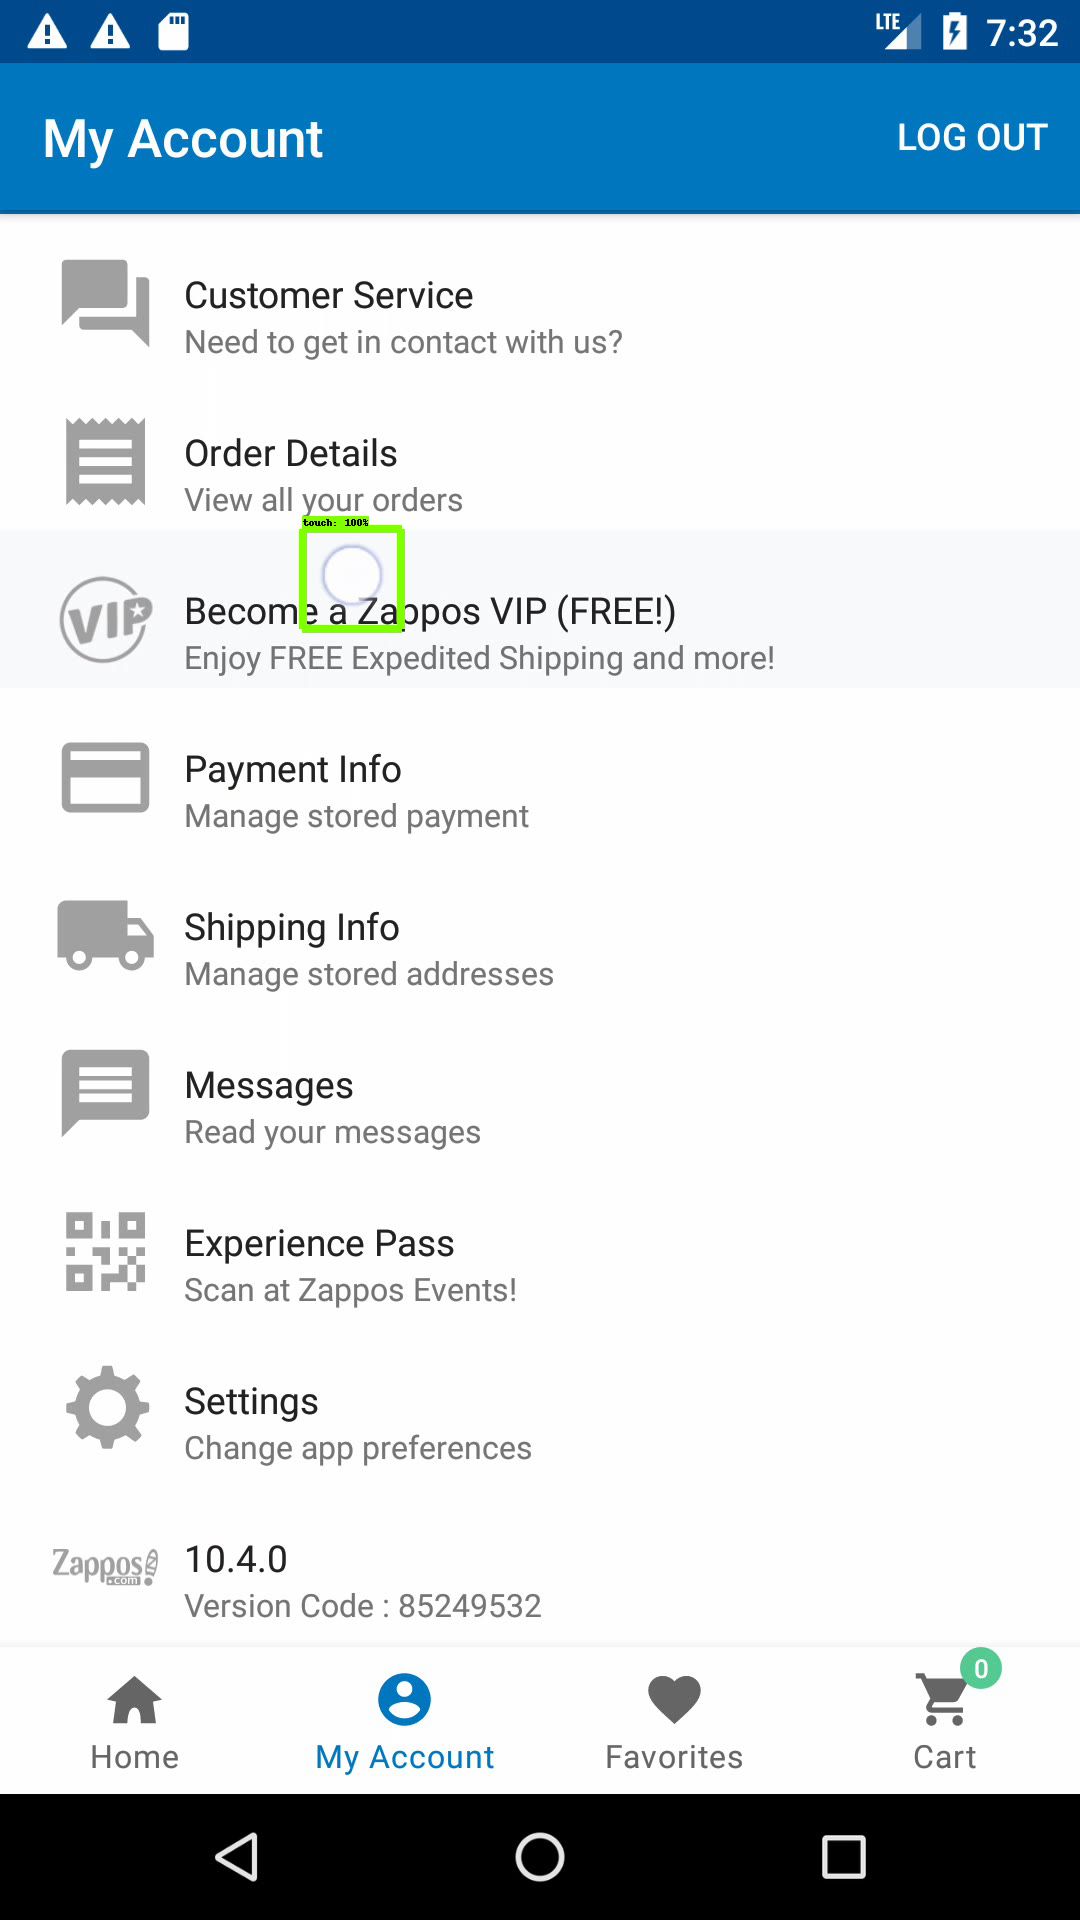 LTE 7:32
My Account LOG OUT
Customer Service
Need to get in contact with us?
Order Details
View all your orders
touch: 100%
VIP
Become a Zappos VIP (FREE!)
Enjoy FREE Expedited Shipping and more!
Payment Info
Manage stored payment
Shipping Info
Manage stored addresses
Messages
Read your messages
Experience Pass
Scan at Zappos Events!
Settings
Change app preferences
Zappos
.com
10.4.0
Version Code : 85249532
0
Home My Account Favorites Cart